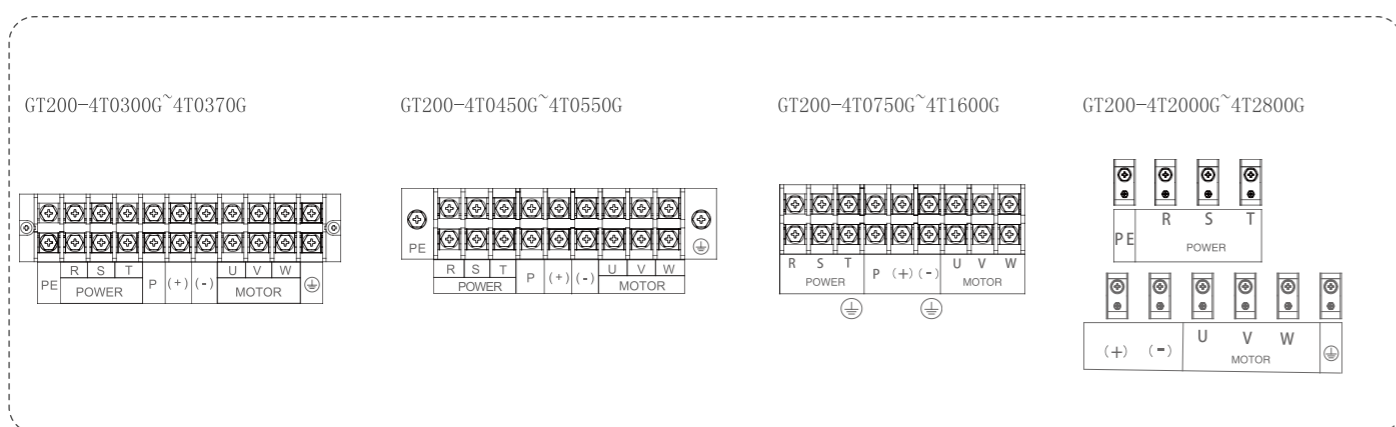 GT200-4T0300G~4T0370G
PE R S T POWER P (+) (-) U V W MOTOR
GT200-4T0450G~4T0550G
PE
R S T POWER P (+) (-) U V W MOTOR
GT200-4T0750G~4T1600G
R S T POWER P (+) (-) U V W MOTOR
GT200-4T2000G~4T2800G
PE R S T
POWER
(+) (-) U V W
MOTOR